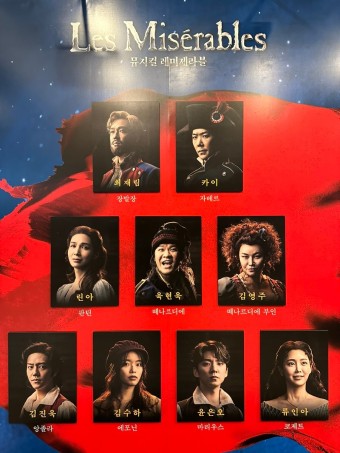 Les Misérables
뮤지컬 레미제라블
최재림 카이
장발장 자베르
린아 육현욱 김영주
판틴 떼나르디에 떼나르디에 부인
김진욱 김수하 윤은오 류인아
앙졸라 에포닌 마리우스 코제트